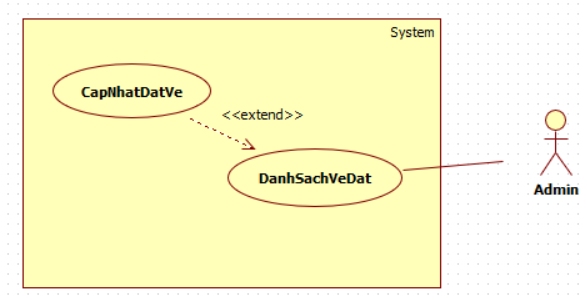 System
CapNhatDatVe
<<extend>>
DanhSachVeDat
Admin